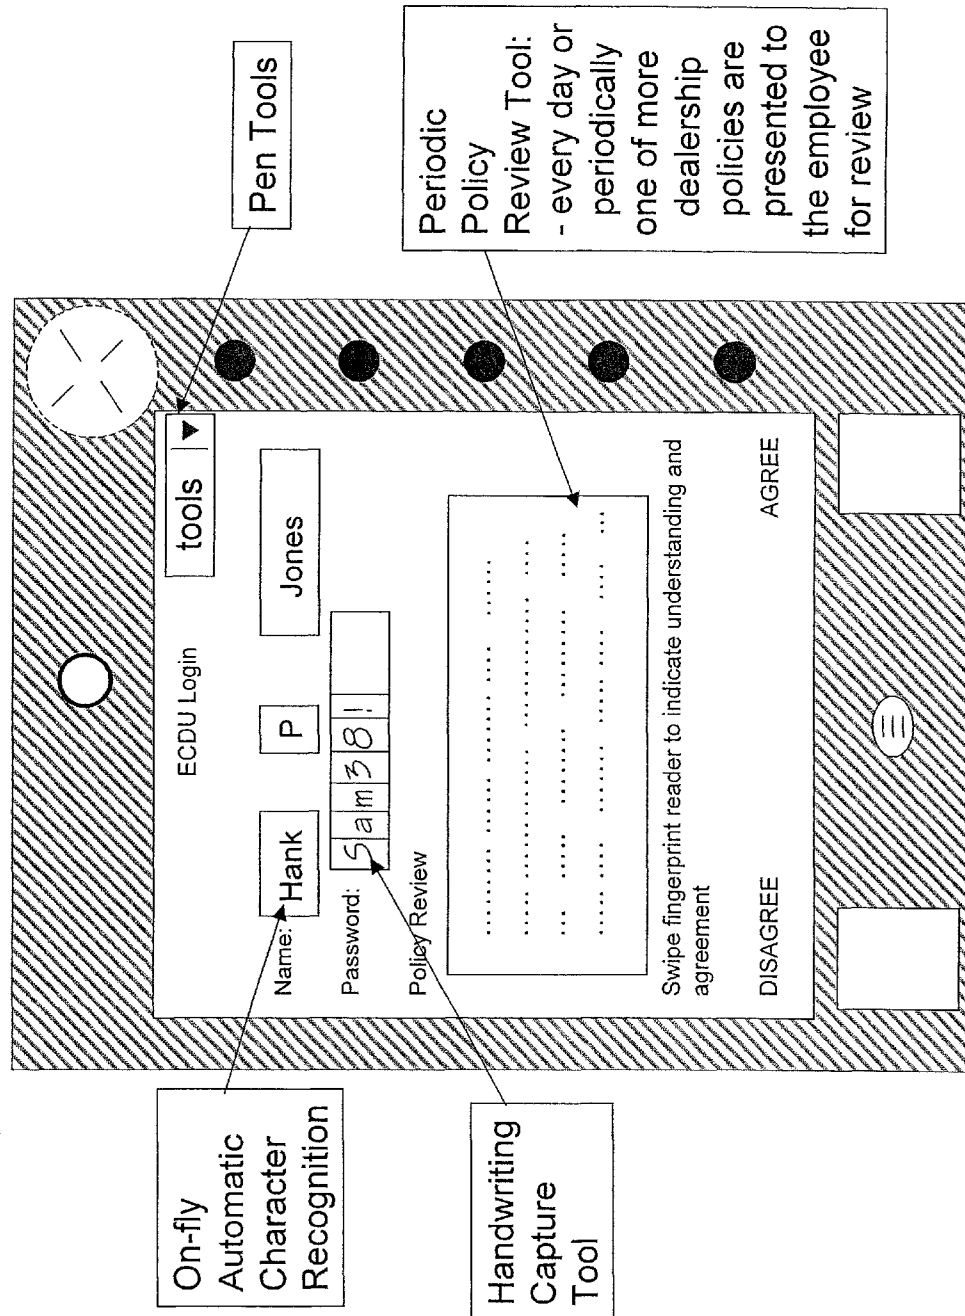 Pen Tools
Periodic
Policy
Review Tool:
- every day or
periodically
one of more
dealership
policies are
presented to
the employee
for review
On-fly
Automatic
Character
Recognition
Handwriting
Capture
Tool
ECDU Login
tools
Name: Hank P Jones
Password: Sam38!
Policy Review
Swipe fingerprint reader to indicate understanding and
agreement
DISAGREE AGREE